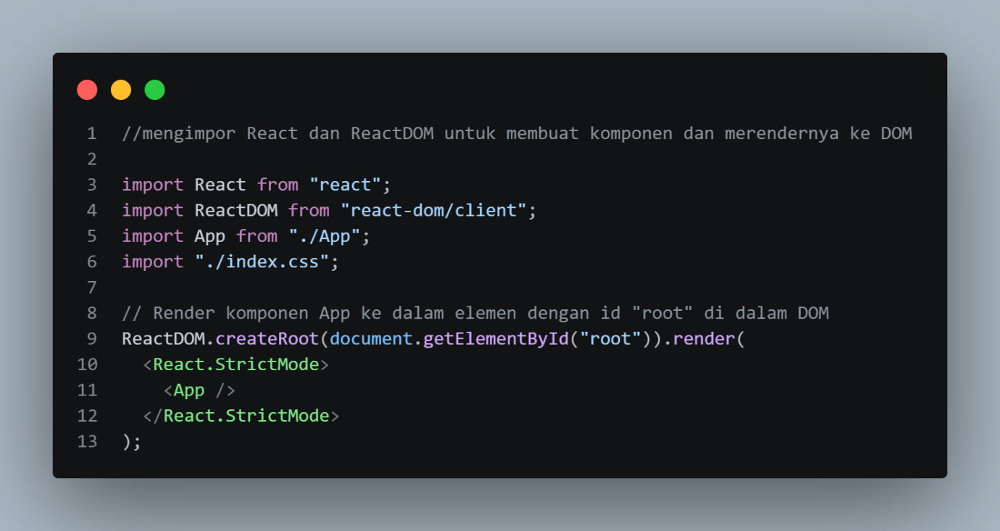 1 //mengimpor React dan ReactDOM untuk membuat komponen dan merendernya ke DOM
2
3 import React from "react";
4 import ReactDOM from "react-dom/client";
5 import App from "./App";
6 import "./index.css";
7
8 // Render komponen App ke dalam elemen dengan id "root" di dalam DOM
9 ReactDOM.createRoot(document.getElementById("root")).render(
10   <React.StrictMode>
11     <App />
12   </React.StrictMode>
13 );